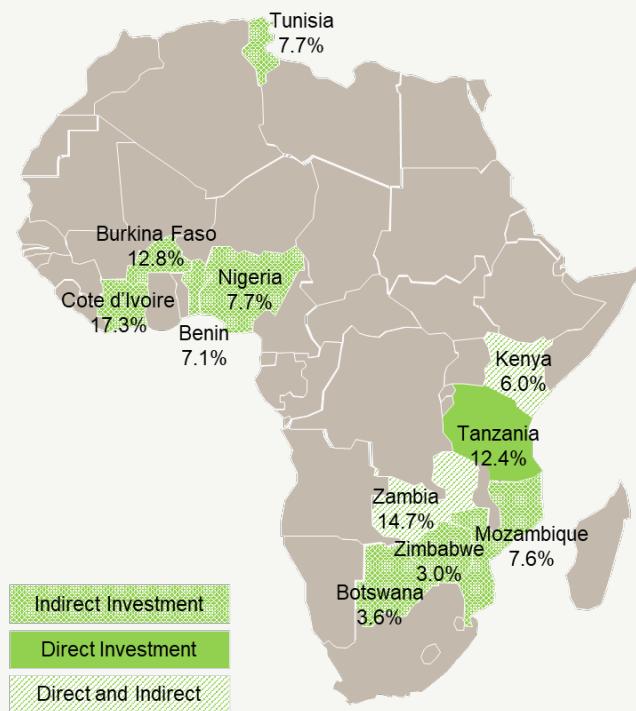 Tunisia
7.7%
Burkina Faso
12.8%
Nigeria
7.7%
Cote d'Ivoire
17.3%
Benin
7.1%
Kenya
6.0%
Tanzania
12.4%
Zambia
14.7%
Mozambique
7.6%
Zimbabwe
3.0%
Botswana
3.6%
Indirect Investment
Direct Investment
Direct and Indirect